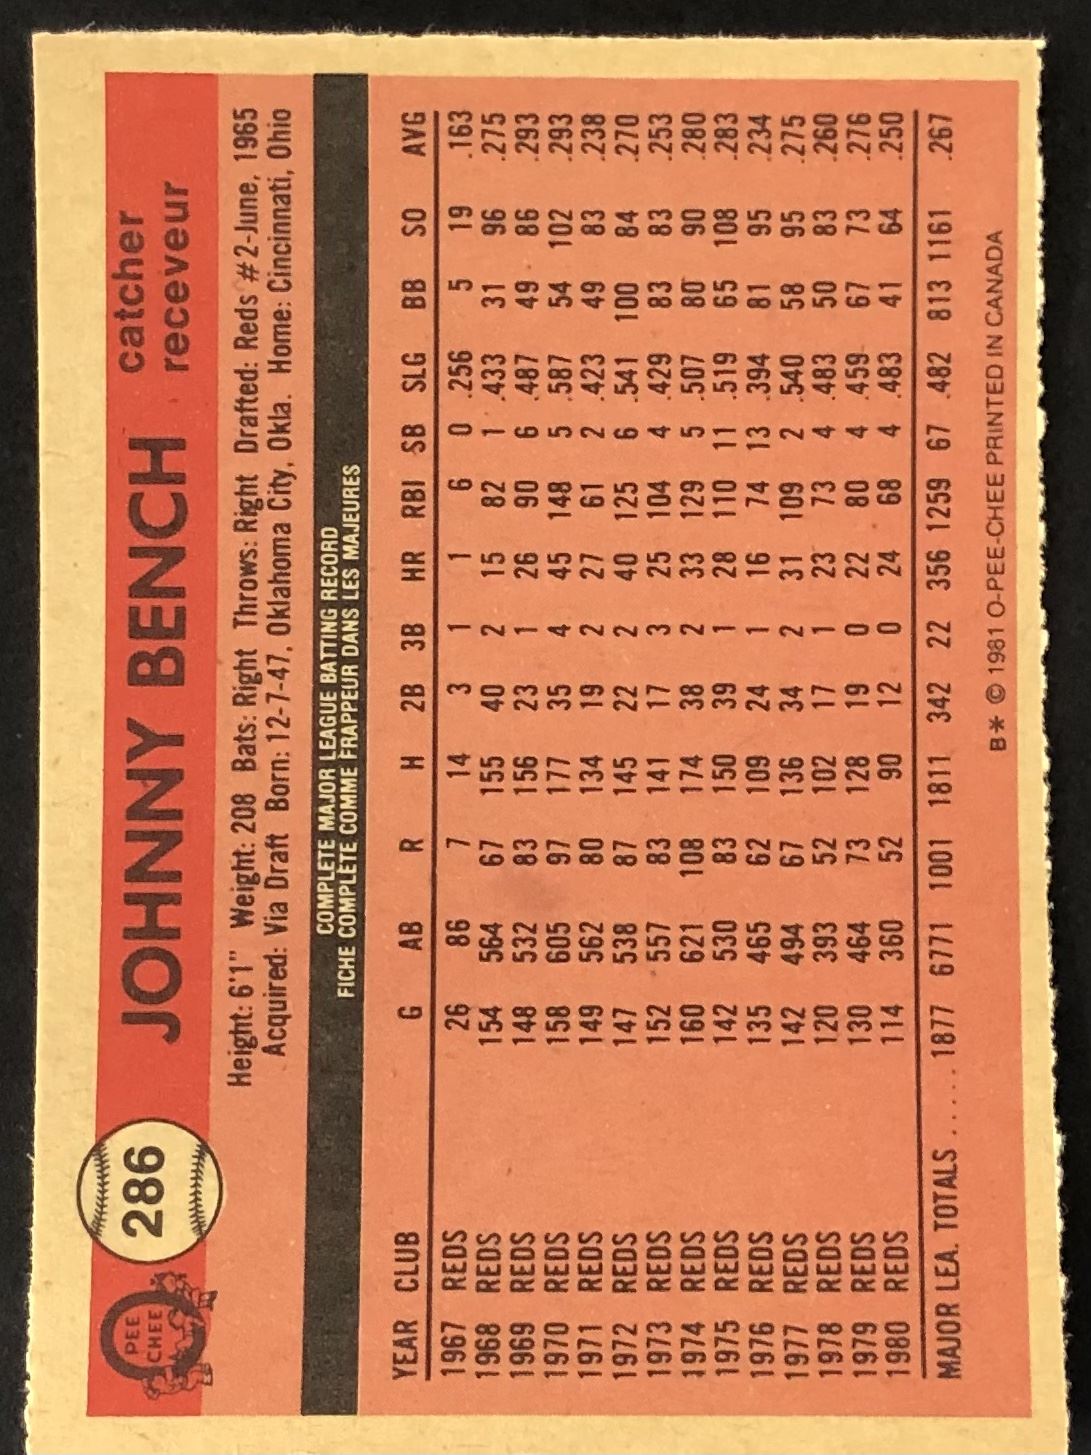 PEE
CHEE
286
JOHNNY BENCH
catcher
receveur
Height: 6'1" Weight: 208 Bats: Right Throws: Right Drafted: Reds #2-June, 1965
Acquired: Via Draft Born: 12-7-47, Oklahoma City, Okla. Home: Cincinnati, Ohio
COMPLETE MAJOR LEAGUE BATTING RECORD
FICHE COMPLÈTE COMME FRAPPEUR DANS LES MAJEURES
YEAR CLUB G AB R H 2B 3B HR RBI SB SLG BB SO AVG
1967 REDS 26 86 7 14 3 1 1 6 0 .256 5 19 .163
1968 REDS 154 564 67 155 40 2 15 82 1 .433 31 96 .275
1969 REDS 148 532 83 156 23 1 26 90 6 .487 49 86 .293
1970 REDS 158 605 97 177 35 4 45 148 5 .587 54 102 .293
1971 REDS 149 562 80 134 19 2 27 61 2 .423 49 83 .238
1972 REDS 147 538 87 145 22 2 40 125 6 .541 100 84 .270
1973 REDS 152 557 83 141 17 3 25 104 4 .429 83 83 .253
1974 REDS 160 621 108 174 38 2 33 129 5 .507 80 90 .280
1975 REDS 142 530 83 150 39 1 28 110 11 .519 65 108 .283
1976 REDS 135 465 62 109 24 1 16 74 13 .394 81 95 .234
1977 REDS 142 494 67 136 34 2 31 109 2 .540 58 95 .275
1978 REDS 120 393 52 102 17 1 23 73 4 .483 50 83 .260
1979 REDS 130 464 73 128 19 0 22 80 4 .459 67 73 .276
1980 REDS 114 360 52 90 12 0 24 68 4 .483 41 64 .250
MAJOR LEA. TOTALS ...... 1877 6771 1001 1811 342 22 356 1259 67 .482 813 1161 .267
B* © 1981 O-PEE-CHEE PRINTED IN CANADA